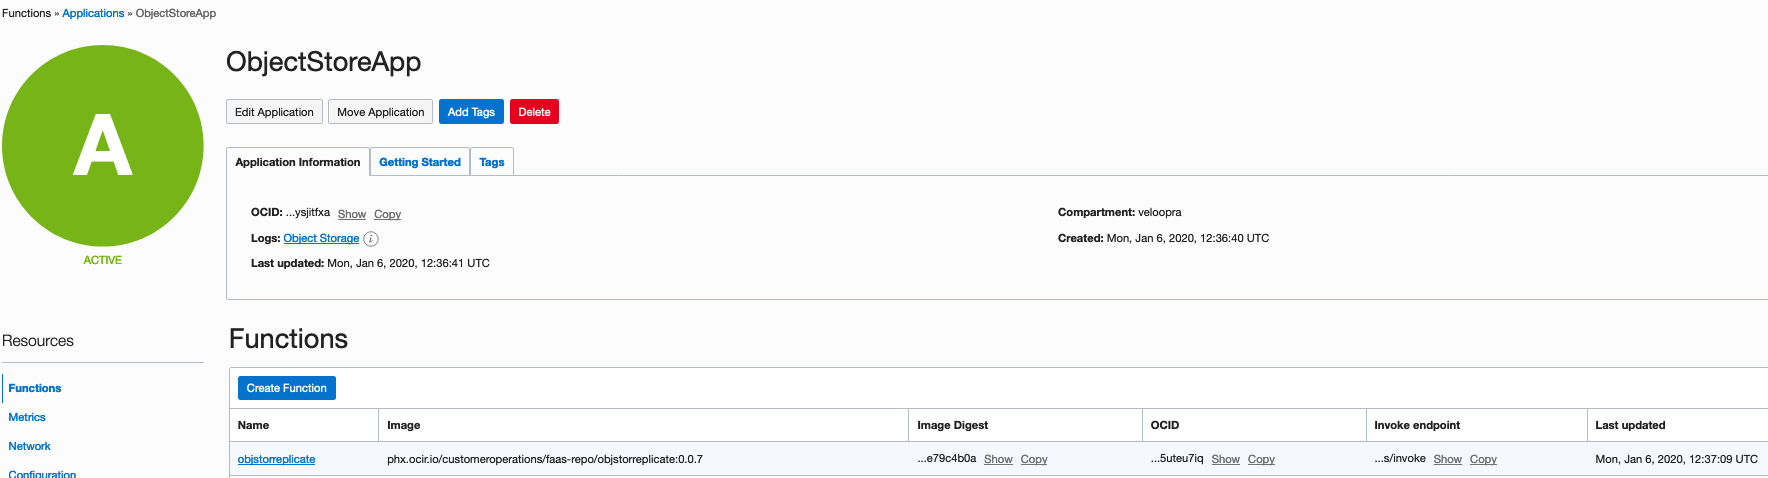 Functions » Applications » ObjectStoreApp
A
ACTIVE
ObjectStoreApp
Edit Application Move Application Add Tags Delete
Application Information Getting Started Tags
OCID: ...ysjitfxa Show Copy
Compartment: veloopra
Logs: Object Storage i
Created: Mon, Jan 6, 2020, 12:36:40 UTC
Last updated: Mon, Jan 6, 2020, 12:36:41 UTC
Resources
Functions
Metrics
Network
Configuration
Functions
Create Function
Name Image Image Digest OCID Invoke endpoint Last updated
objstorreplicate phx.ocir.io/customeroperations/faas-repo/objstorreplicate:0.0.7 ...e79c4b0a Show Copy ...5uteu7iq Show Copy ...s/invoke Show Copy Mon, Jan 6, 2020, 12:37:09 UTC